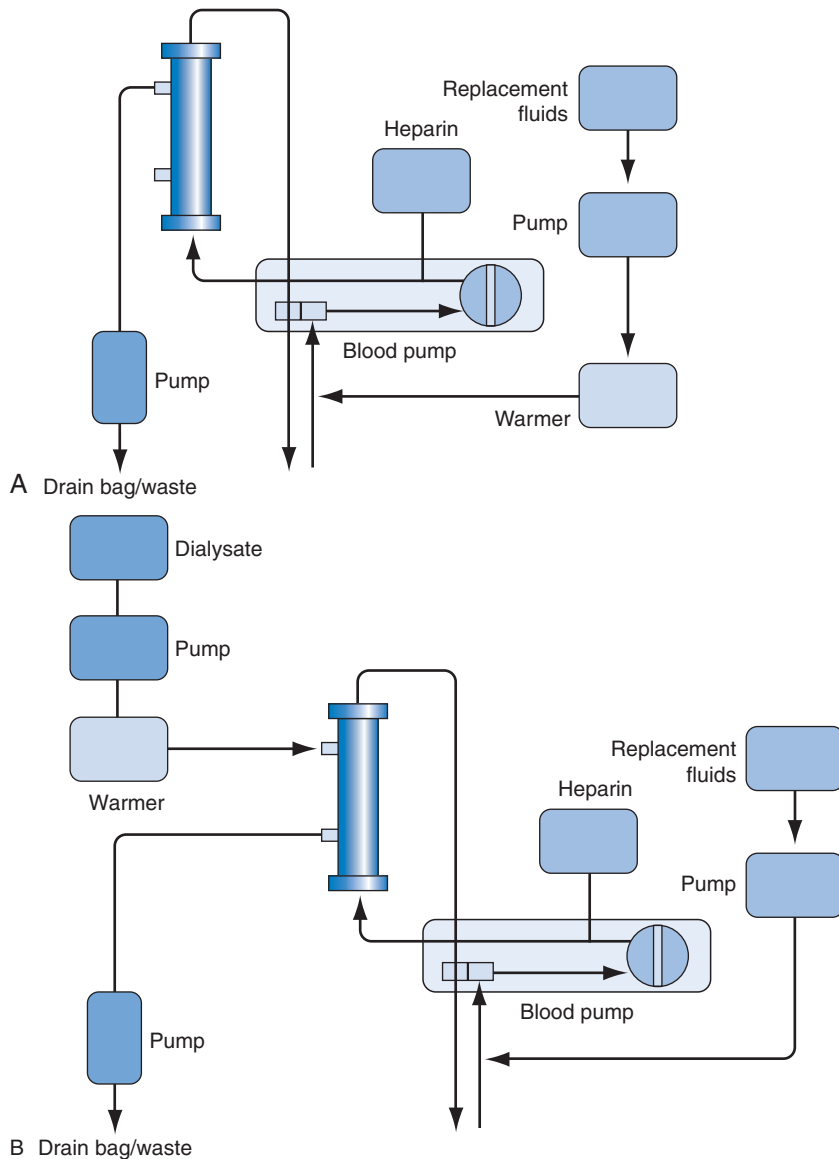 Replacement
fluids
Heparin
Pump
Blood pump
Pump
Warmer
A Drain bag/waste
Dialysate
Pump
Warmer
Replacement
fluids
Heparin
Pump
Blood pump
Pump
B Drain bag/waste